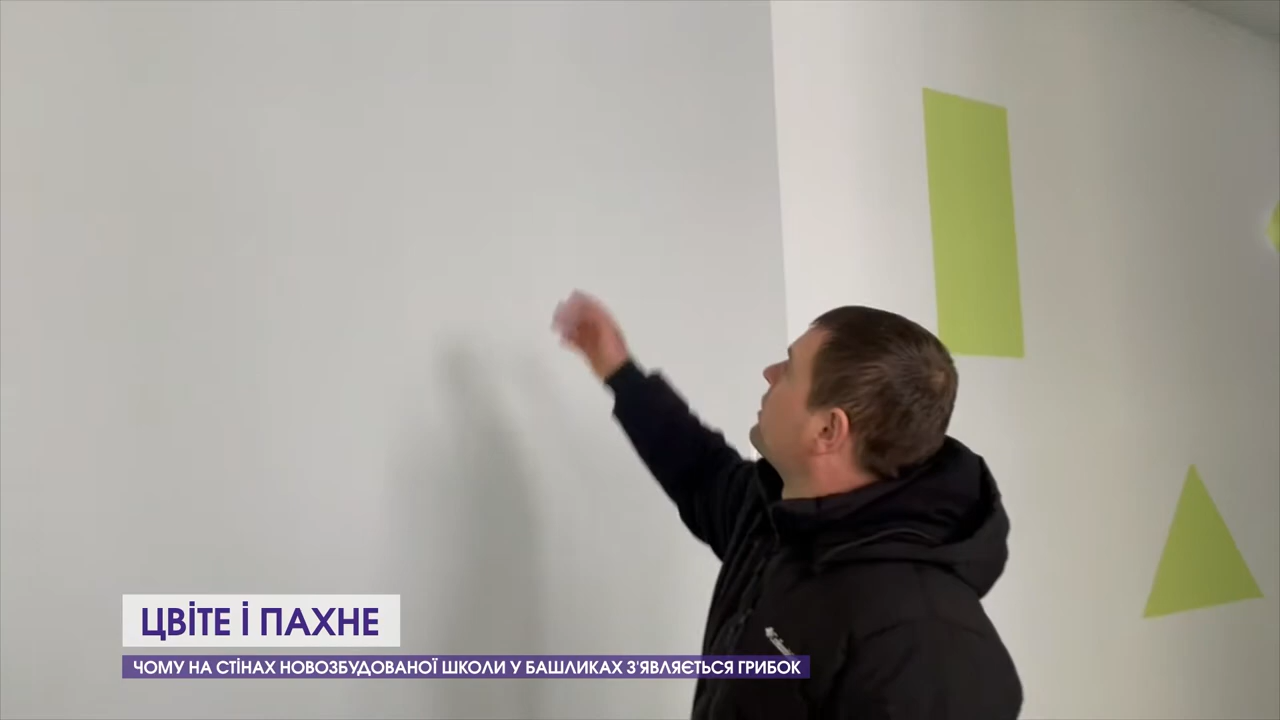 ЦВІТЕ І ПАХНЕ
ЧОМУ НА СТІНАХ НОВОЗБУДОВАНОЇ ШКОЛИ У БАШЛИКАХ З'ЯВЛЯЄТЬСЯ ГРИБОК